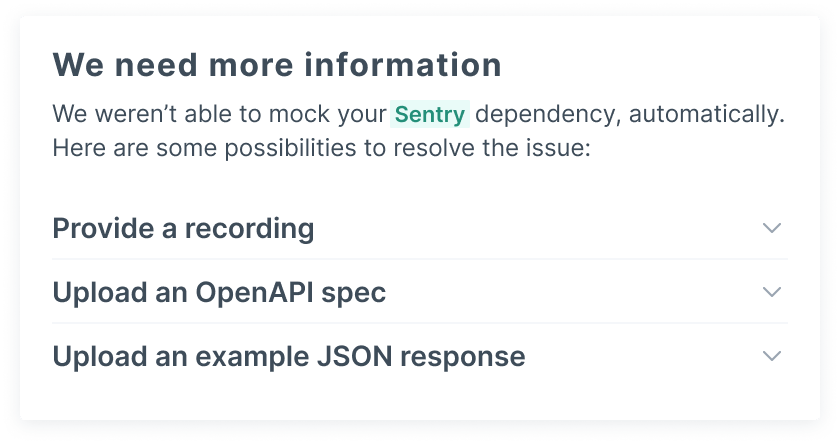 We need more information
We weren’t able to mock your Sentry dependency, automatically.
Here are some possibilities to resolve the issue:
Provide a recording
Upload an OpenAPI spec
Upload an example JSON response